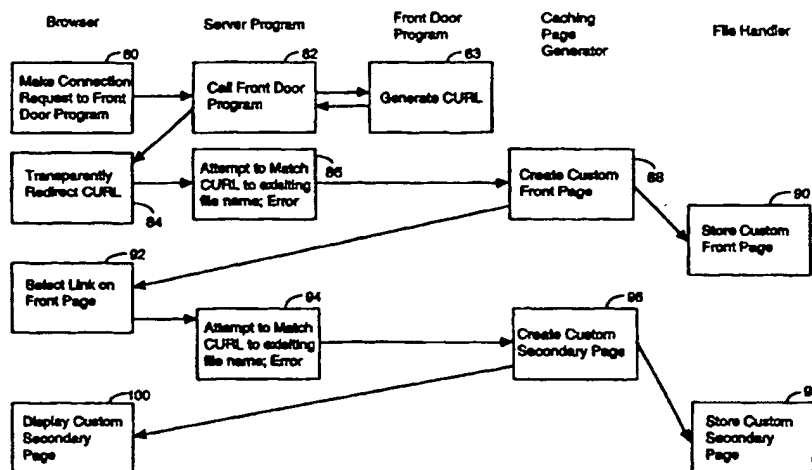 Browser
Server Program
Front Door
Program
Caching
Page
Generator
File Handler
80
Make Connection
Request to Front
Door Program
82
Call Front Door
Program
83
Generate CURL
84
Transparently
Redirect CURL
86
Attempt to Match
CURL to existing
file name; Error
88
Create Custom
Front Page
90
Store Custom
Front Page
92
Select Link on
Front Page
94
Attempt to Match
CURL to existing
file name; Error
96
Create Custom
Secondary Page
9
Store Custom
Secondary
Page
100
Display Custom
Secondary
Page